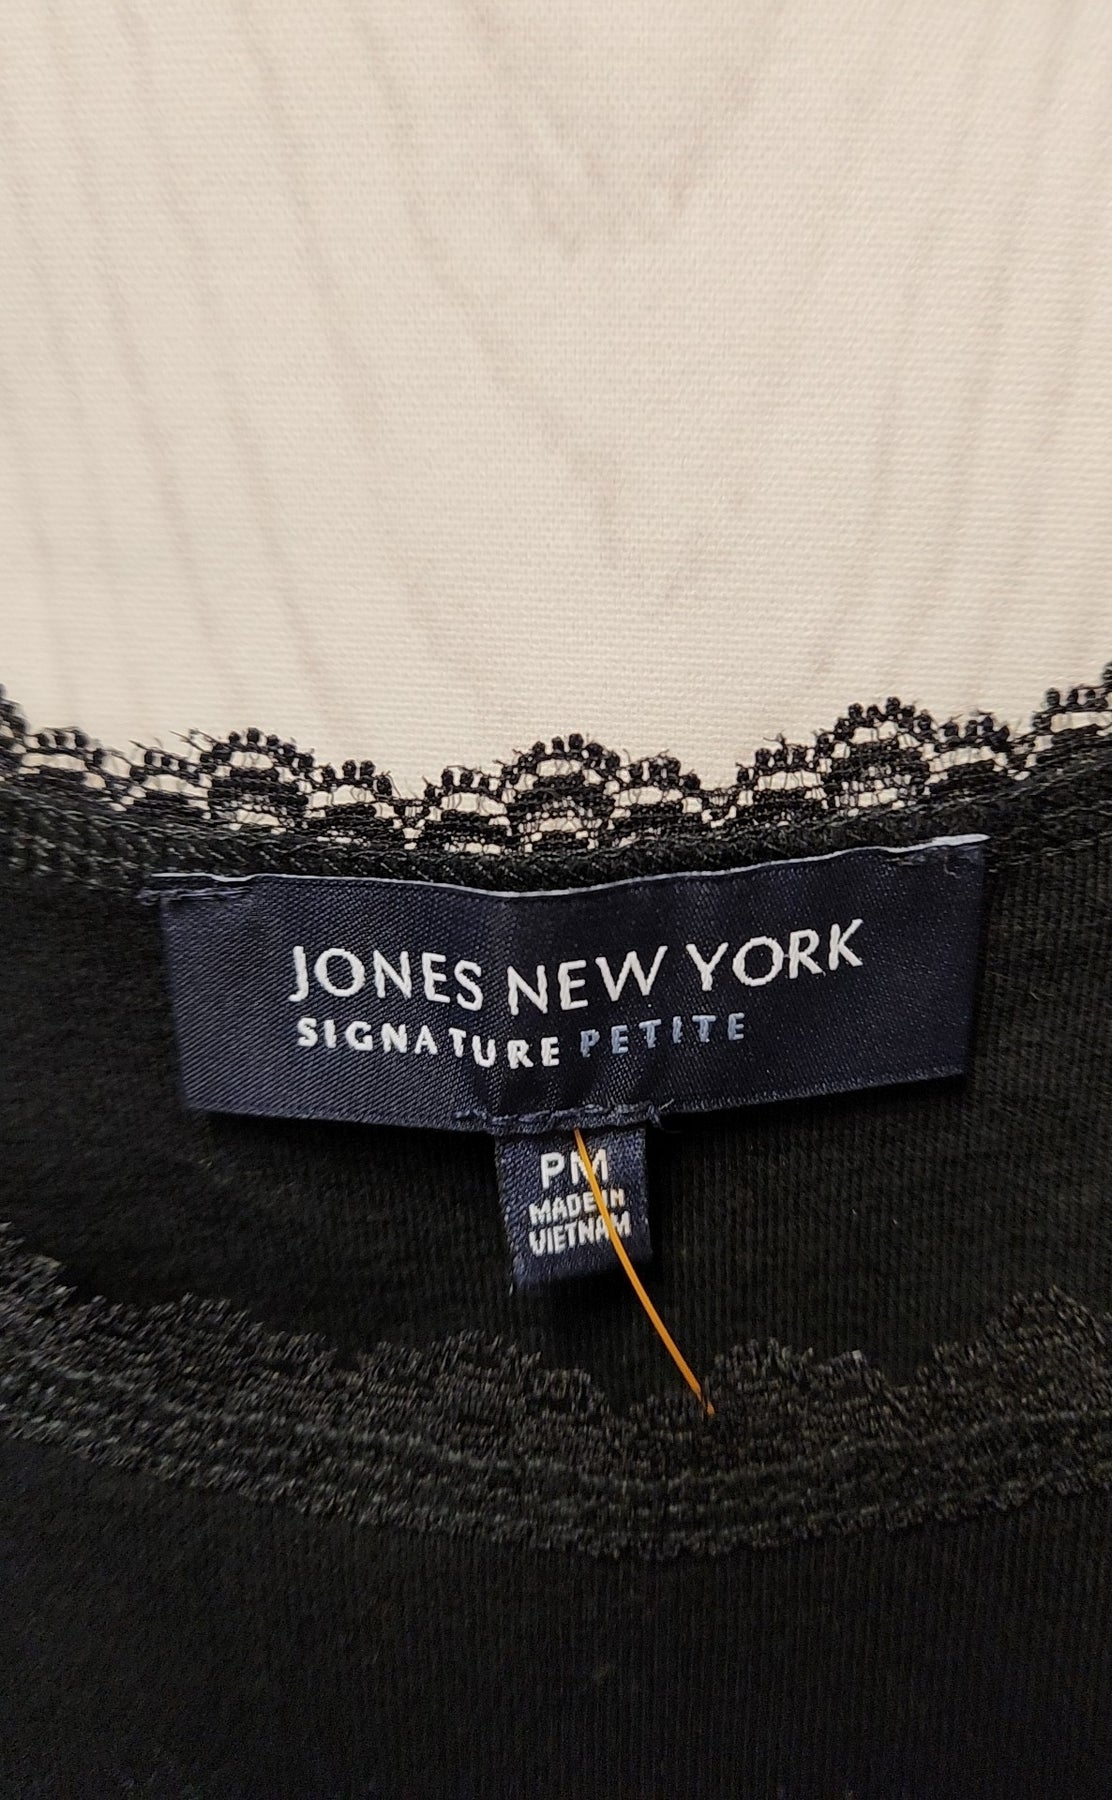 JONES NEW YORK
SIGNATURE PETITE
PM
MADE IN
VIETNAM